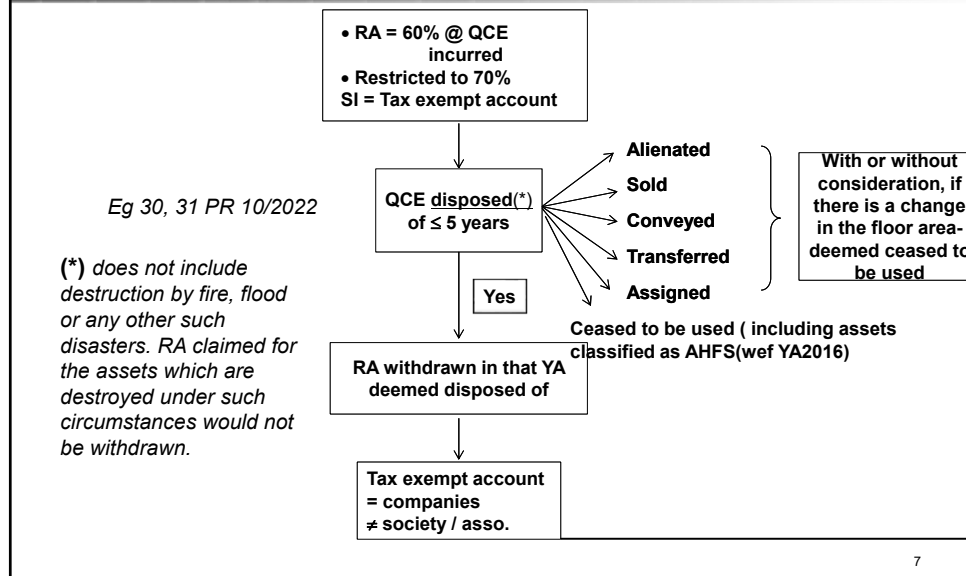 • RA = 60% @ QCE
incurred
• Restricted to 70%
SI = Tax exempt account
QCE disposed(*)
of ≤ 5 years
Alienated
Sold
Conveyed
Transferred
Assigned
Ceased to be used ( including assets
classified as AHFS(wef YA2016)
With or without
consideration, if
there is a change
in the floor area-
deemed ceased to
be used
Eg 30, 31 PR 10/2022
(*) does not include
destruction by fire, flood
or any other such
disasters. RA claimed for
the assets which are
destroyed under such
circumstances would not
be withdrawn.
Yes
RA withdrawn in that YA
deemed disposed of
Tax exempt account
= companies
≠ society / asso.
7